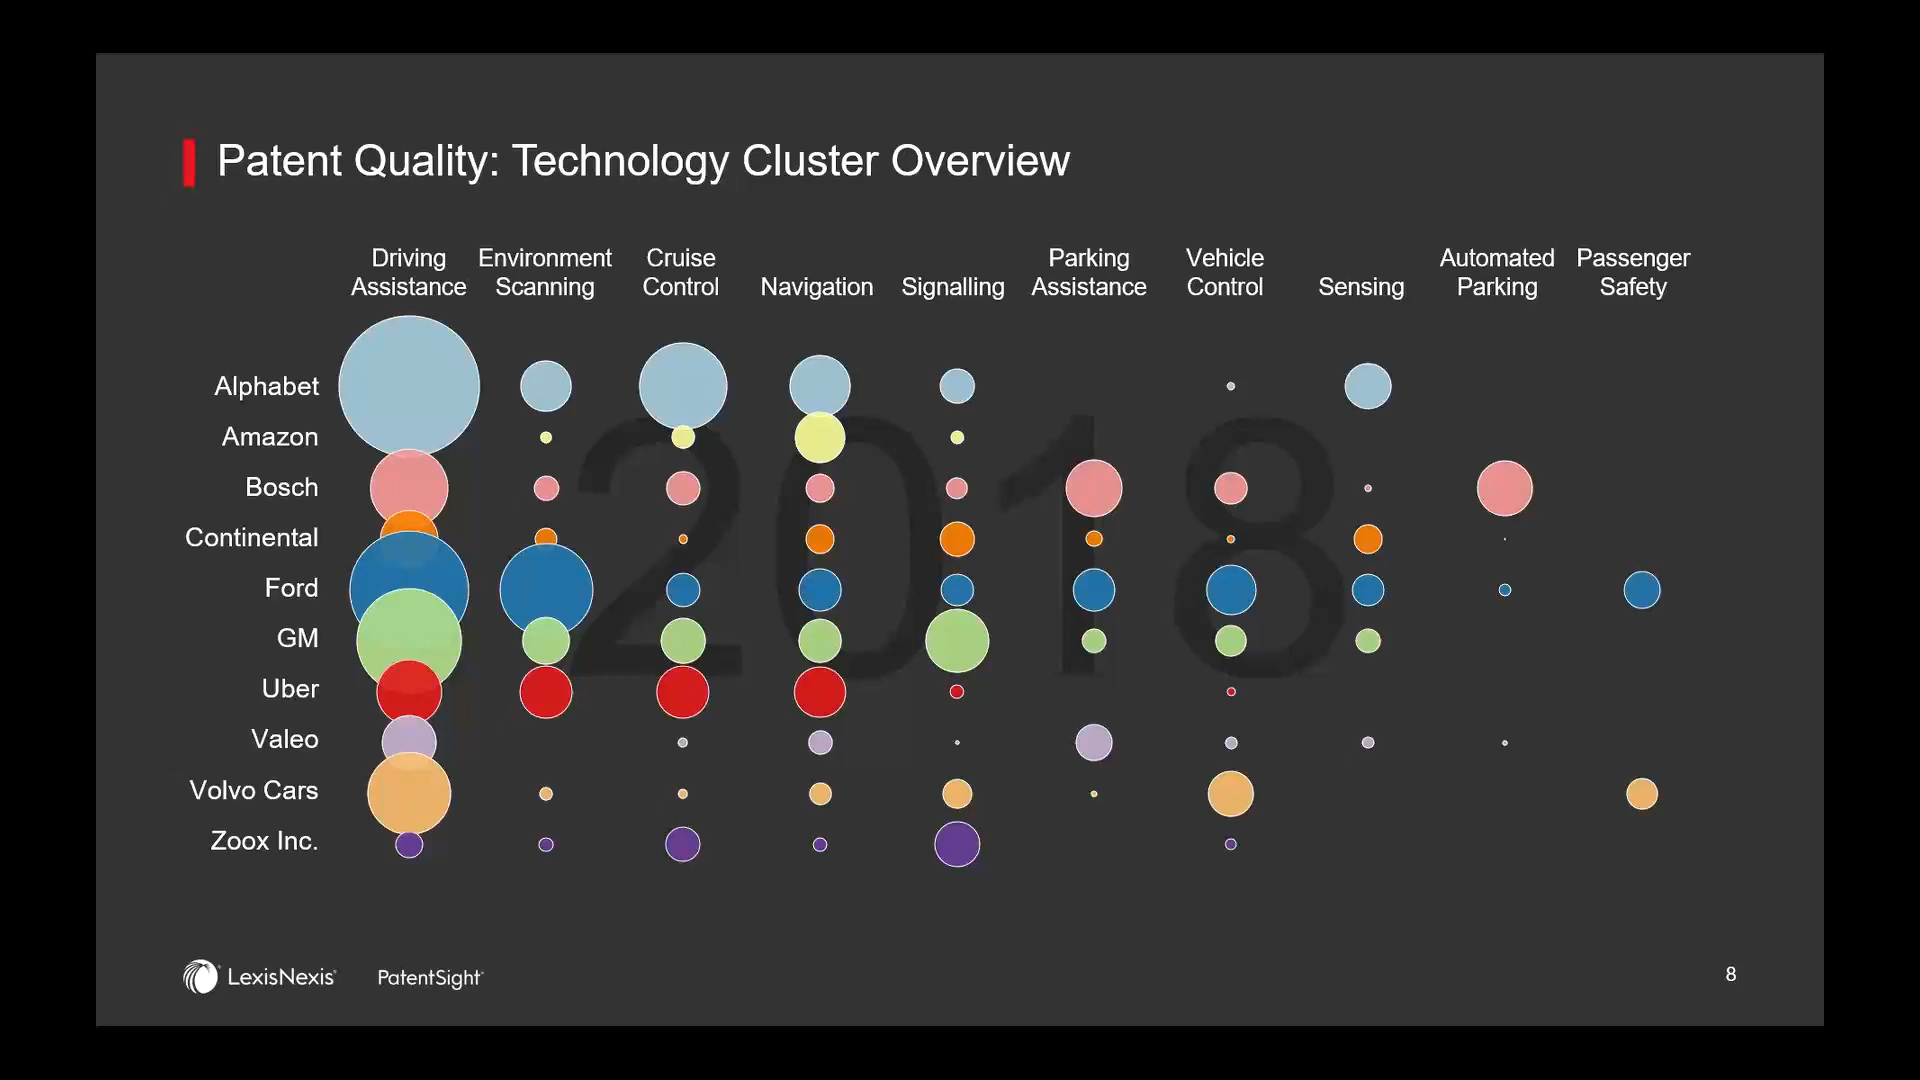 Patent Quality: Technology Cluster Overview
Driving Assistance
Environment Scanning
Cruise Control
Navigation
Signalling
Parking Assistance
Vehicle Control
Sensing
Automated Parking
Passenger Safety
2018
Alphabet
Amazon
Bosch
Continental
Ford
GM
Uber
Valeo
Volvo Cars
Zoox Inc.
LexisNexis PatentSight
8